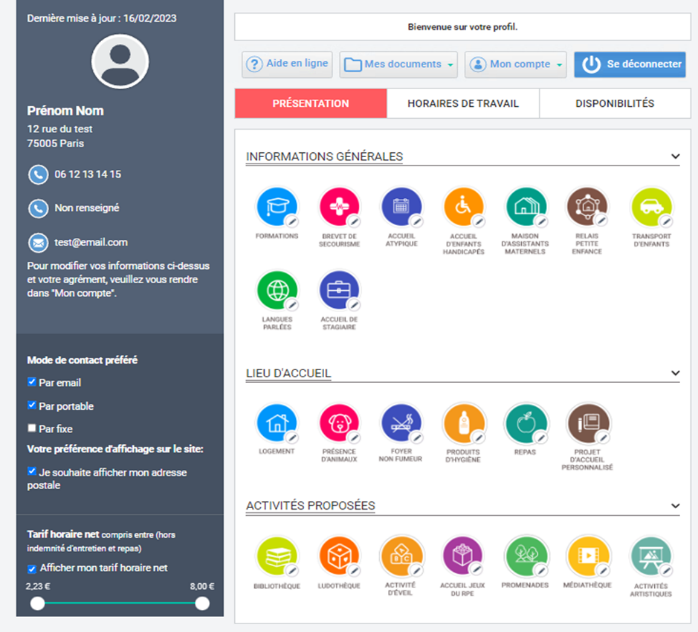 Dernière mise à jour : 16/02/2023
Prénom Nom
12 rue du test
75005 Paris
06 12 13 14 15
Non renseigné
test@email.com
Pour modifier vos informations ci-dessus
et votre agrément, veuillez vous rendre
dans "Mon compte".
Mode de contact préféré
Par email
Par portable
Par fixe
Votre préférence d'affichage sur le site:
Je souhaite afficher mon adresse
postale
Tarif horaire net compris entre (hors
indemnité d'entretien et repas)
Afficher mon tarif horaire net
2,23 € 8,00 €
Bienvenue sur votre profil.
Aide en ligne Mes documents Mon compte Se déconnecter
PRÉSENTATION HORAIRES DE TRAVAIL DISPONIBILITÉS
INFORMATIONS GÉNÉRALES
FORMATIONS
BREVET DE
SECOURISME
ACCUEIL
ATYPIQUE
ACCUEIL
D'ENFANTS
HANDICAPÉS
MAISON
D'ASSISTANTS
MATERNELS
RELAIS
PETITE
ENFANCE
TRANSPORT
D'ENFANTS
LANGUES
PARLÉES
ACCUEIL DE
STAGIAIRE
LIEU D'ACCUEIL
LOGEMENT
PRÉSENCE
D'ANIMAUX
FOYER
NON FUMEUR
PRODUITS
D'HYGIÈNE
REPAS
PROJET
D'ACCUEIL
PERSONNALISÉ
ACTIVITÉS PROPOSÉES
BIBLIOTHÈQUE
LUDOTHÈQUE
ACTIVITÉ
D'ÉVEIL
ACCUEIL JEUX
DU RPE
PROMENADES
MÉDIATHÈQUE
ACTIVITÉS
ARTISTIQUES